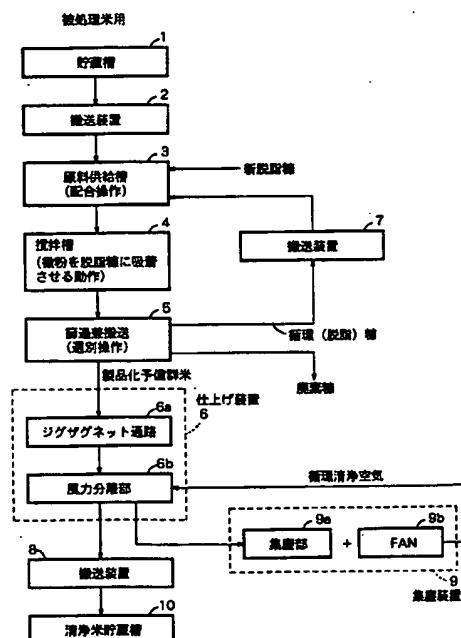 被処理米用
1
貯蔵槽
2
搬送装置
3
原料供給槽
(配合操作)
新脱脂糠
4
攪拌槽
(微粉を脱脂糠に吸着
させる動作)
7
搬送装置
5
篩過兼搬送
(選別操作)
循環(脱脂)糠
廃棄糠
製品化予備群米
仕上げ装置
6
6a
ジグザグネット通路
6b
風力分離部
循環清浄空気
9a
集塵部
+
9b
FAN
9
集塵装置
8
搬送装置
10
清浄米貯蔵槽